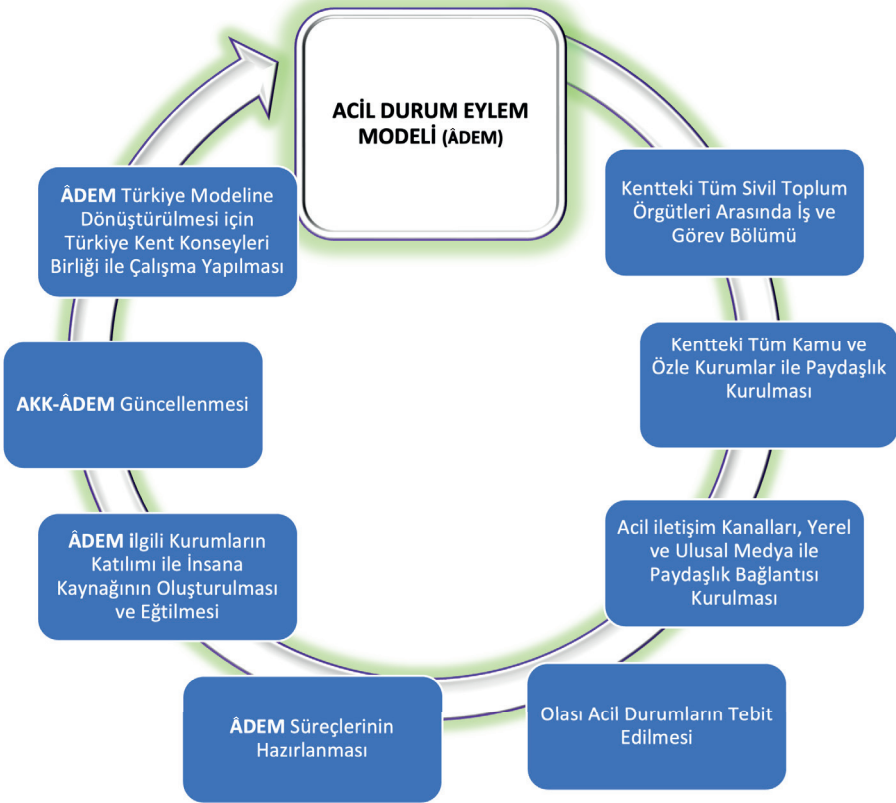 ACİL DURUM EYLEM
MODELİ (ÂDEM)
Kentteki Tüm Sivil Toplum
Örgütleri Arasında İş ve
Görev Bölümü
Kentteki Tüm Kamu ve
Özle Kurumlar ile Paydaşlık
Kurulması
Acil iletişim Kanalları, Yerel
ve Ulusal Medya ile
Paydaşlık Bağlantısı
Kurulması
Olası Acil Durumların Tebit
Edilmesi
ÂDEM Süreçlerinin
Hazırlanması
ÂDEM ilgili Kurumların
Katılımı ile İnsana
Kaynağının Oluşturulması
ve Eğtilmesi
AKK-ÂDEM Güncellenmesi
ÂDEM Türkiye Modeline
Dönüştürülmesi için
Türkiye Kent Konseyleri
Birliği ile Çalışma Yapılması